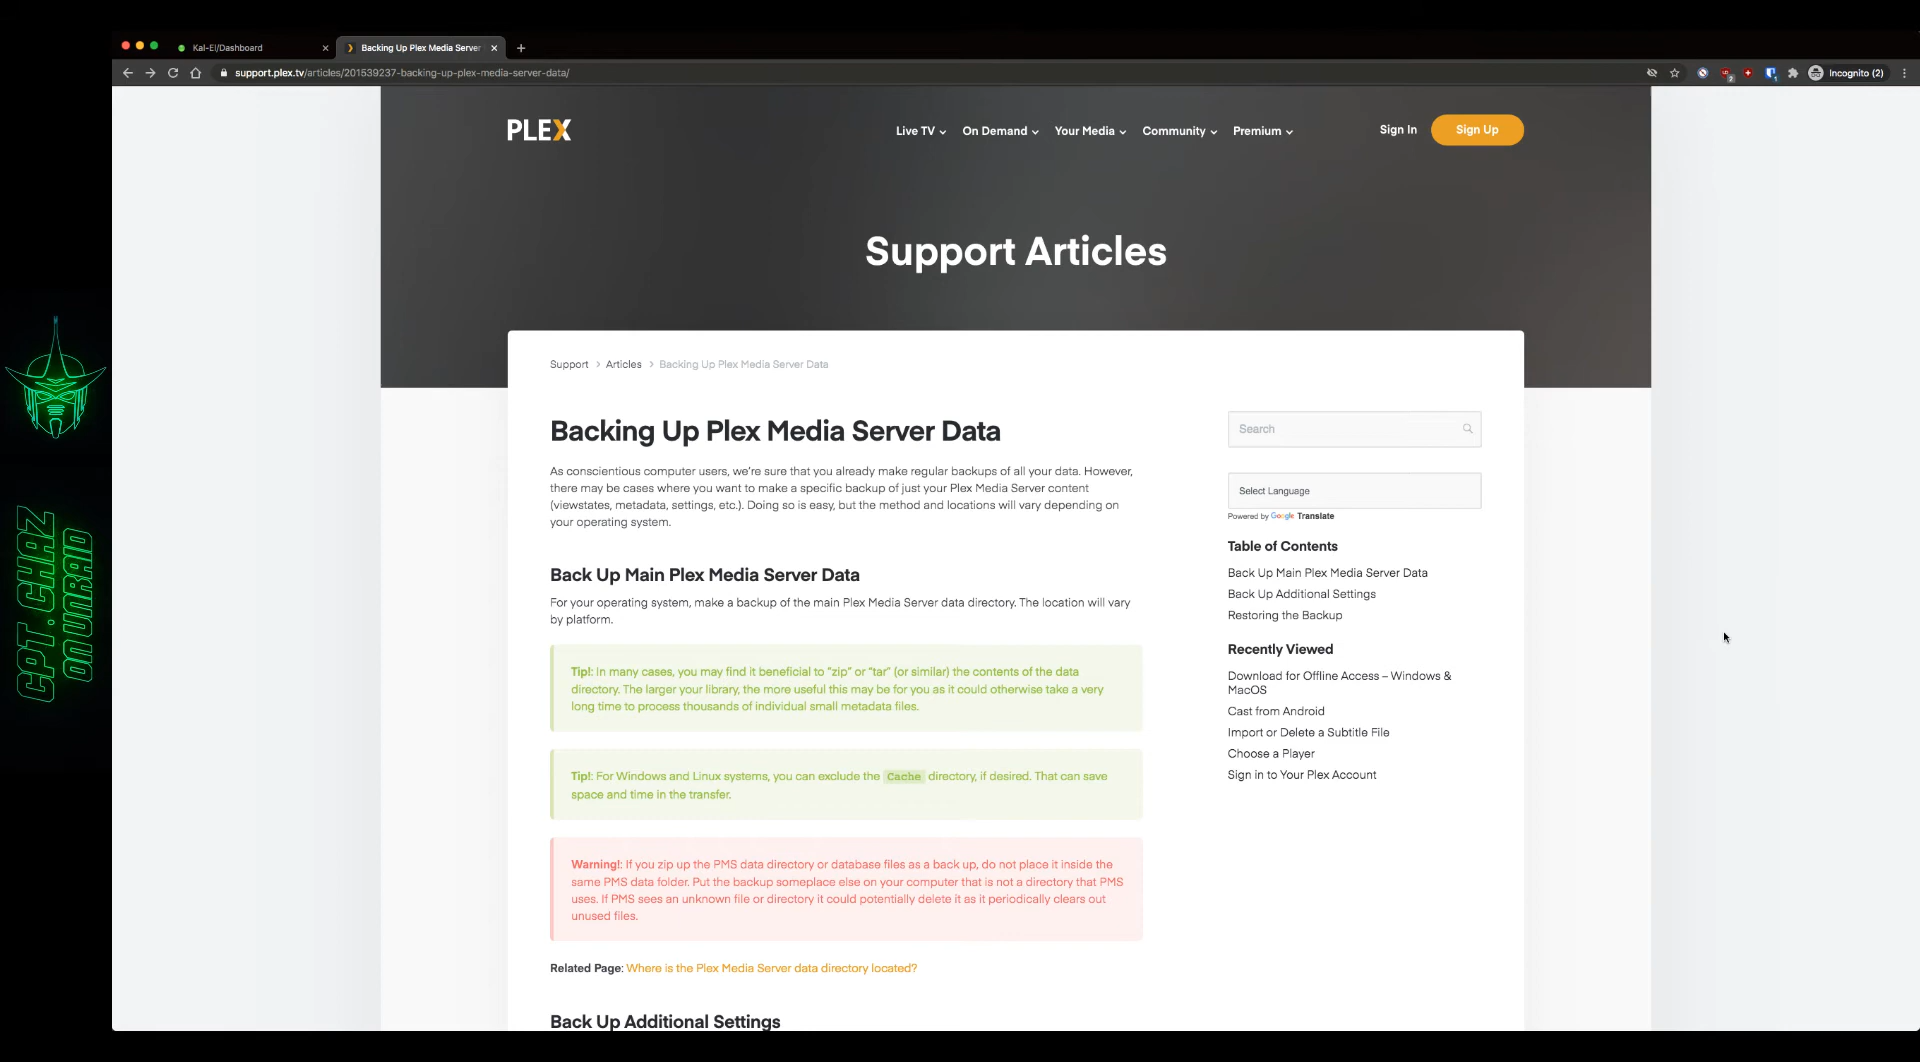 Kal-El/Dashboard
Backing Up Plex Media Server
support.plex.tv/articles/201539237-backing-up-plex-media-server-data/
Incognito (2)
PLEX
Live TV
On Demand
Your Media
Community
Premium
Sign In
Sign Up
Support Articles
CPT. CHAZ
ON UNRAID
Support > Articles > Backing Up Plex Media Server Data
Backing Up Plex Media Server Data
As conscientious computer users, we're sure that you already make regular backups of all your data. However,
there may be cases where you want to make a specific backup of just your Plex Media Server content
(viewstates, metadata, settings, etc.). Doing so is easy, but the method and locations will vary depending on
your operating system.
Back Up Main Plex Media Server Data
For your operating system, make a backup of the main Plex Media Server data directory. The location will vary
by platform.
Tip!: In many cases, you may find it beneficial to "zip" or "tar" (or similar) the contents of the data
directory. The larger your library, the more useful this may be for you as it could otherwise take a very
long time to process thousands of individual small metadata files.
Tip!: For Windows and Linux systems, you can exclude the Cache directory, if desired. That can save
space and time in the transfer.
Warning!: If you zip up the PMS data directory or database files as a back up, do not place it inside the
same PMS data folder. Put the backup someplace else on your computer that is not a directory that PMS
uses. If PMS sees an unknown file or directory it could potentially delete it as it periodically clears out
unused files.
Related Page: Where is the Plex Media Server data directory located?
Back Up Additional Settings
Search
Select Language
Powered by Google Translate
Table of Contents
Back Up Main Plex Media Server Data
Back Up Additional Settings
Restoring the Backup
Recently Viewed
Download for Offline Access – Windows &
MacOS
Cast from Android
Import or Delete a Subtitle File
Choose a Player
Sign in to Your Plex Account